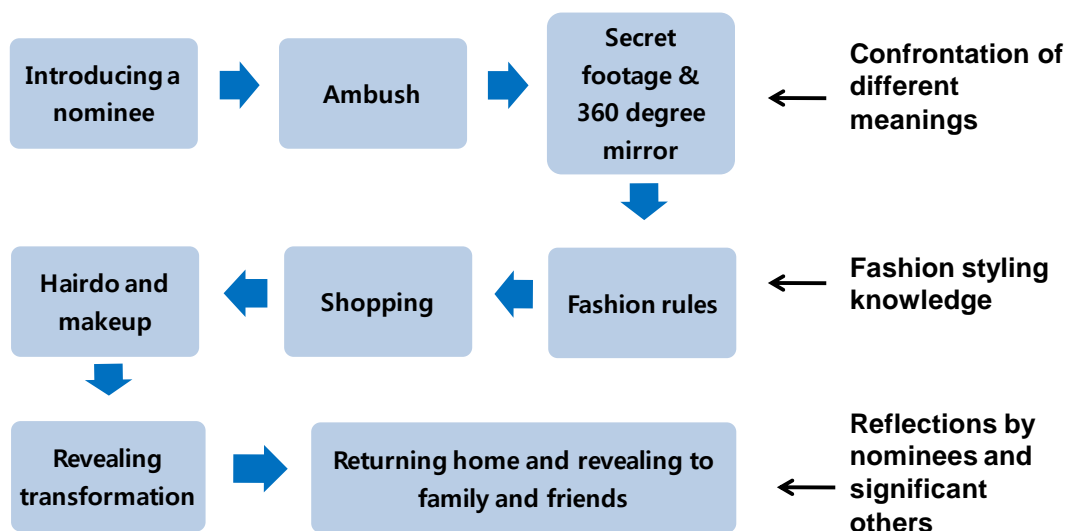 Introducing a
nominee
Ambush
Secret
footage &
360 degree
mirror
Confrontation of
different
meanings
Hairdo and
makeup
Shopping
Fashion rules
Fashion styling
knowledge
Revealing
transformation
Returning home and revealing to
family and friends
Reflections by
nominees and
significant
others